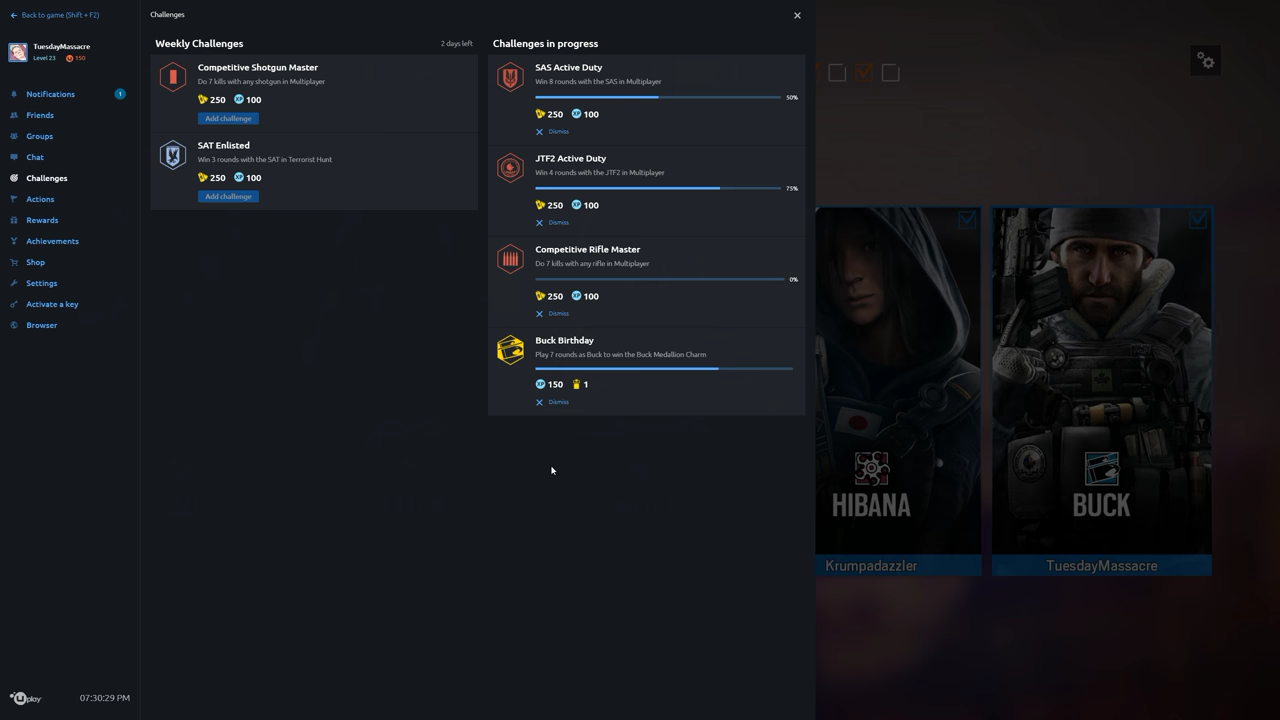 Back to game (Shift + F2)
TuesdayMassacre
Level 23
150
Notifications
1
Friends
Groups
Chat
Challenges
Actions
Rewards
Achievements
Shop
Settings
Activate a key
Browser
uplay
07:30:29 PM
Challenges
Weekly Challenges
2 days left
Competitive Shotgun Master
Do 7 kills with any shotgun in Multiplayer
250 XP 100
Add challenge
SAT Enlisted
Win 3 rounds with the SAT in Terrorist Hunt
250 XP 100
Add challenge
Challenges in progress
SAS Active Duty
Win 8 rounds with the SAS in Multiplayer
50%
250 XP 100
Dismiss
JTF2 Active Duty
Win 4 rounds with the JTF2 in Multiplayer
75%
250 XP 100
Dismiss
Competitive Rifle Master
Do 7 kills with any rifle in Multiplayer
0%
250 XP 100
Dismiss
Buck Birthday
Play 7 rounds as Buck to win the Buck Medallion Charm
XP 150 1
Dismiss
HIBANA
Krumpadazzler
BUCK
TuesdayMassacre